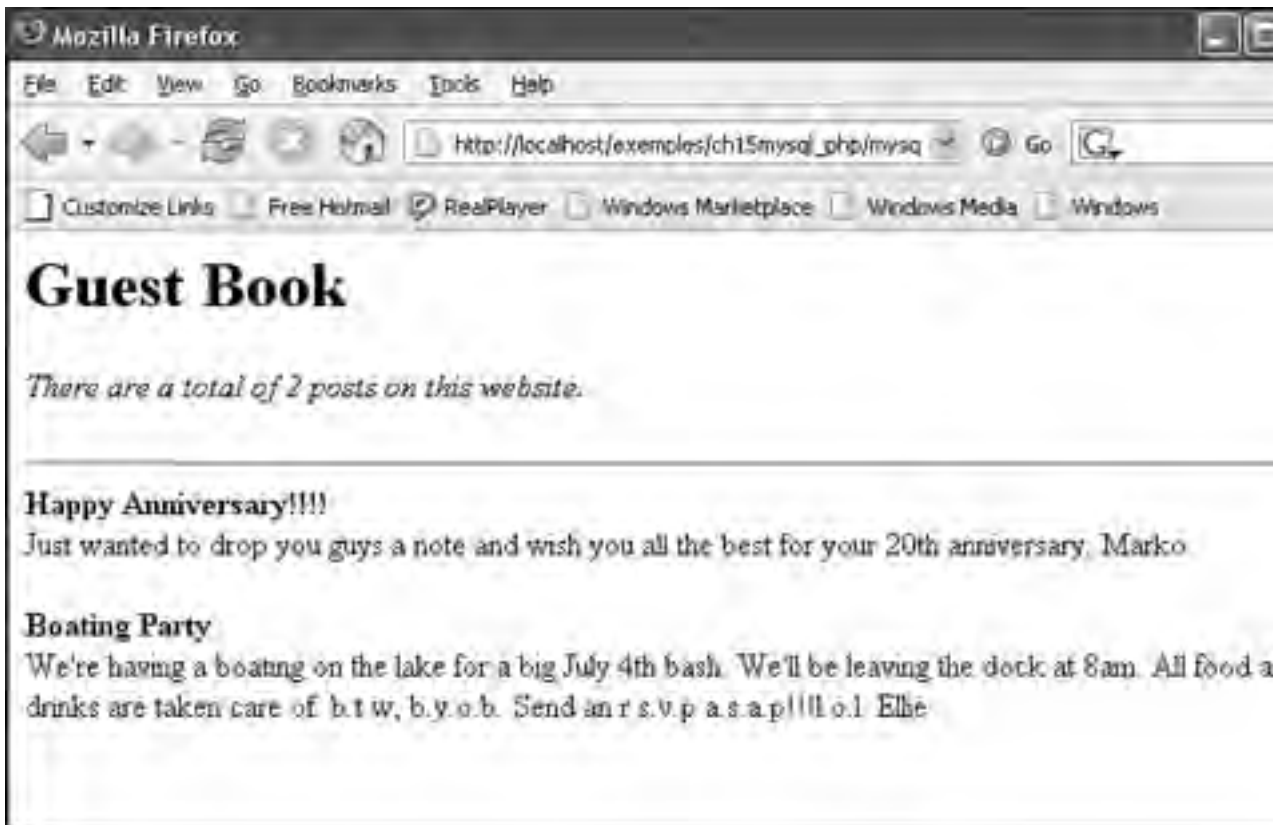 Mozilla Firefox
File Edit View Go Bookmarks Tools Help
http://localhost/exemples/ch15mysql_php/mysq Go G
Customize Links Free Hotmail RealPlayer Windows Marketplace Windows Media Windows
Guest Book
There are a total of 2 posts on this website.
Happy Anniversary!!!!
Just wanted to drop you guys a note and wish you all the best for your 20th anniversary, Marko
Boating Party
We're having a boating on the lake for a big July 4th bash. We'll be leaving the dock at 8am. All food a
drinks are taken care of. b.t.w, b.y.o.b. Send an r.s.v.p a.s.a.p!!!l.o.l. Ellie